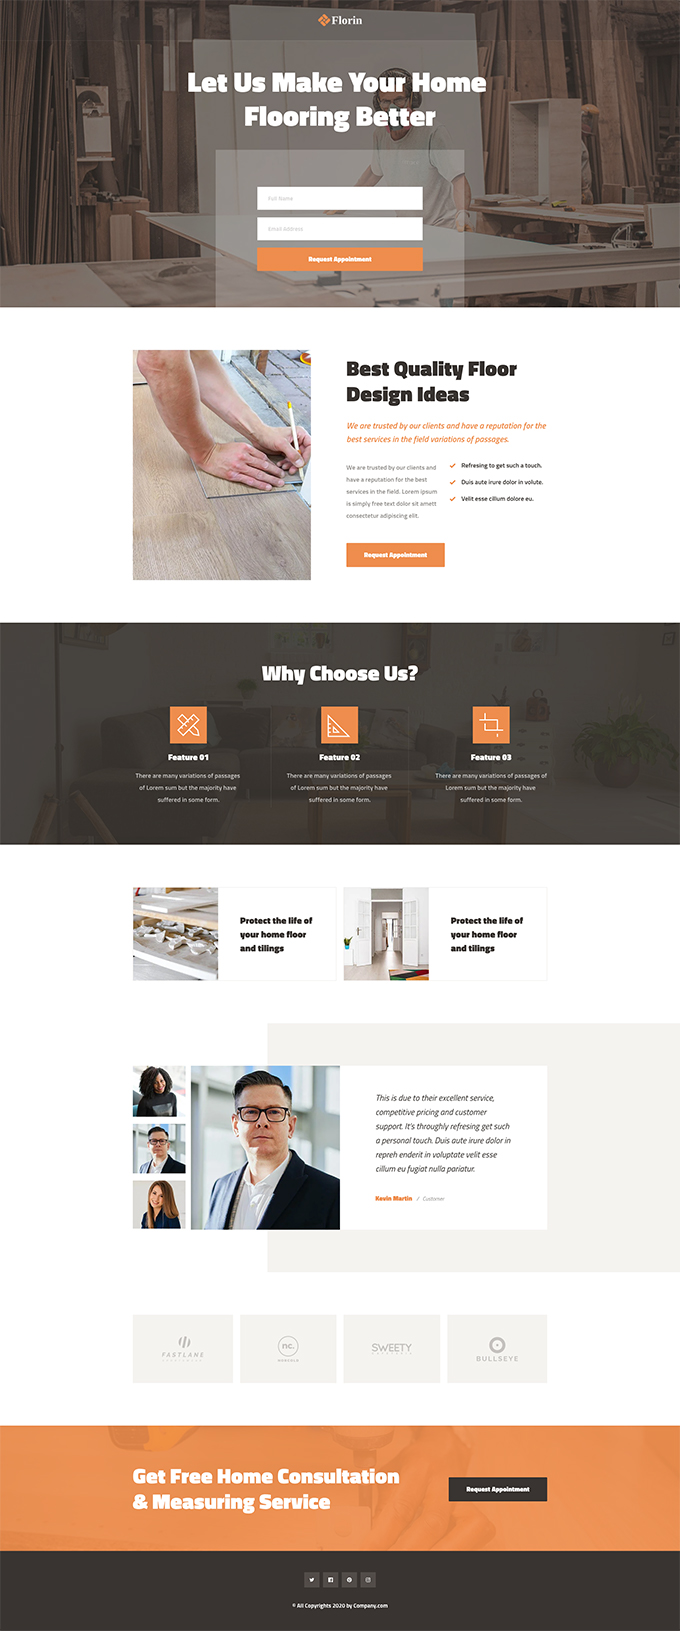 Florin
Let Us Make Your Home
Flooring Better
Full Name
Email Address
Request Appointment
Best Quality Floor
Design Ideas
We are trusted by our clients and have a reputation for the
best services in the field variations of passages.
We are trusted by our clients and
have a reputation for the best
services in the field. Lorem Ipsum
is simply free text dolor sit amett
consectetur adipiscing elit.
Refresing to get such a touch.
Duis aute irure dolor in volute.
Velit esse cillum dolore eu.
Request Appointment
Why Choose Us?
Feature 01
There are many variations of passages
of Lorem sum but the majority have
suffered in some form.
Feature 02
There are many variations of passages
of Lorem sum but the majority have
suffered in some form.
Feature 03
There are many variations of passages of
Lorem sum but the majority have
suffered in some form.
Protect the life of
your home floor
and tilings
Protect the life of
your home floor
and tilings
This is due to their excellent service,
competitive pricing and customer
support. It's throughly refresing get such
a personal touch. Duis aute irure dolor in
repreh enderit in voluptate velit esse
cillum eu fugiat nulla pariatur.
Kevin Martin / Customer
FASTLANE
nc.
SWEETY
BULLSEYE
Get Free Home Consultation
& Measuring Service
Request Appointment
© All Copyrights 2020 by Company.com